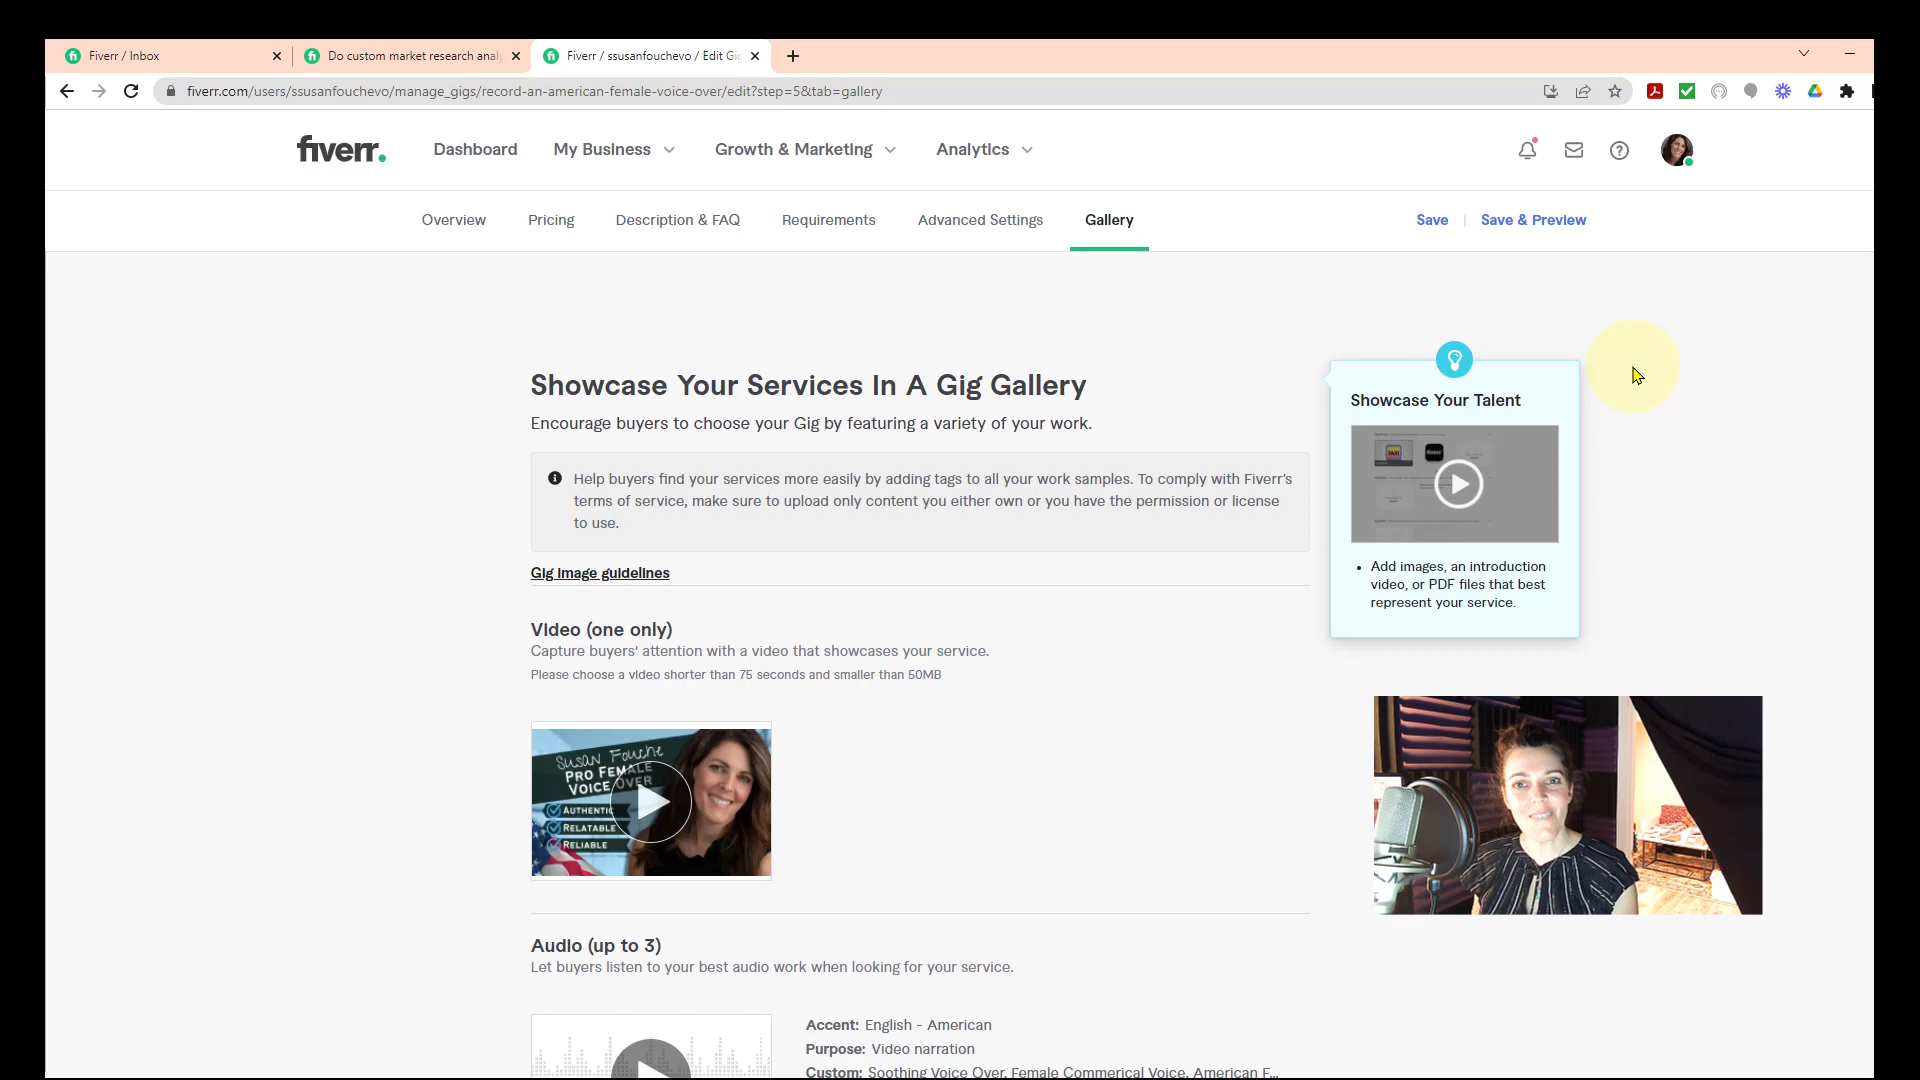 Fiverr / Inbox
Do custom market research anal
Fiverr / ssusanfouchevo / Edit Gig
fiverr.com/users/ssusanfouchevo/manage_gigs/record-an-american-female-voice-over/edit?step=5&tab=gallery
fiverr.
Dashboard
My Business
Growth & Marketing
Analytics
Overview
Pricing
Description & FAQ
Requirements
Advanced Settings
Gallery
Save
Save & Preview
Showcase Your Services In A Gig Gallery
Encourage buyers to choose your Gig by featuring a variety of your work.
Help buyers find your services more easily by adding tags to all your work samples. To comply with Fiverr's
terms of service, make sure to upload only content you either own or you have the permission or license
to use.
Gig image guidelines
Showcase Your Talent
• Add images, an introduction
video, or PDF files that best
represent your service.
Video (one only)
Capture buyers' attention with a video that showcases your service.
Please choose a video shorter than 75 seconds and smaller than 50MB
Susan Fouche
PRO FEMALE
VOICE OVER
AUTHENTIC
RELATABLE
RELIABLE
Audio (up to 3)
Let buyers listen to your best audio work when looking for your service.
Accent: English - American
Purpose: Video narration
Custom: Soothing Voice Over, Female Commerical Voice, American F...